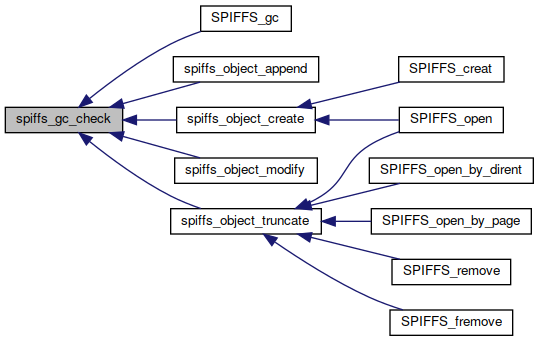 SPIFFS_gc
spiffs_object_append
SPIFFS_creat
spiffs_gc_check
spiffs_object_create
SPIFFS_open
spiffs_object_modify
SPIFFS_open_by_dirent
spiffs_object_truncate
SPIFFS_open_by_page
SPIFFS_remove
SPIFFS_fremove